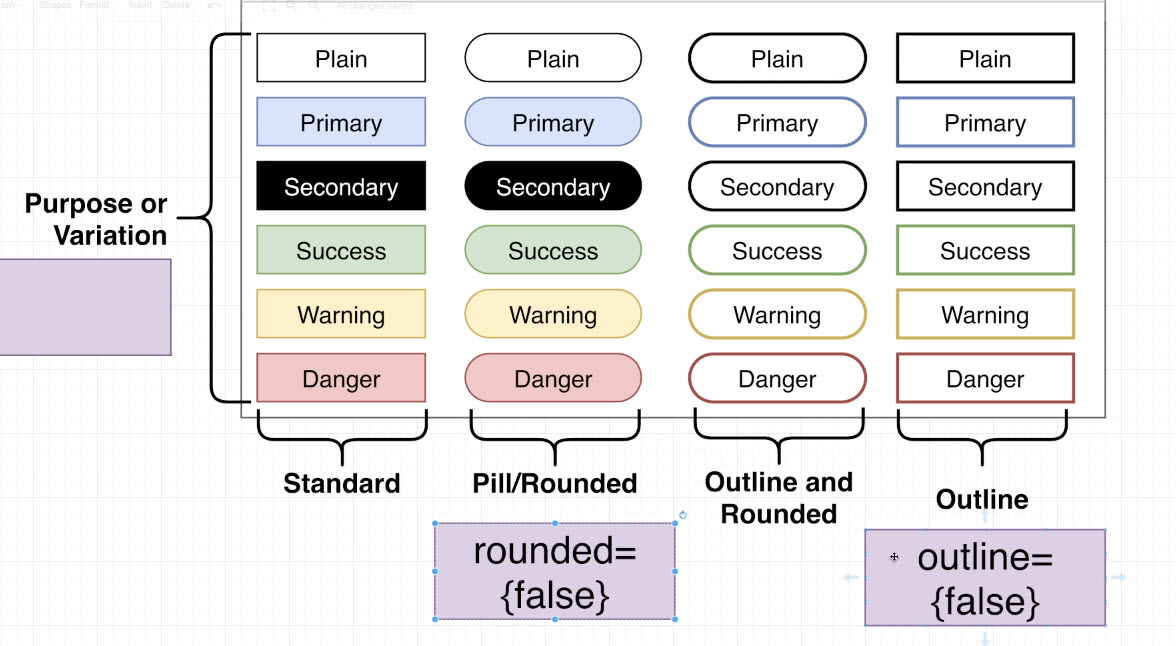 ram
Shapes
Format
Insert
Delete
All changes saved
Plain
Plain
Plain
Plain
Primary
Primary
Primary
Primary
Secondary
Secondary
Secondary
Secondary
Purpose or
Variation
Success
Success
Success
Success
Warning
Warning
Warning
Warning
Danger
Danger
Danger
Danger
Standard
Pill/Rounded
Outline and
Rounded
Outline
rounded=
{false}
outline=
{false}